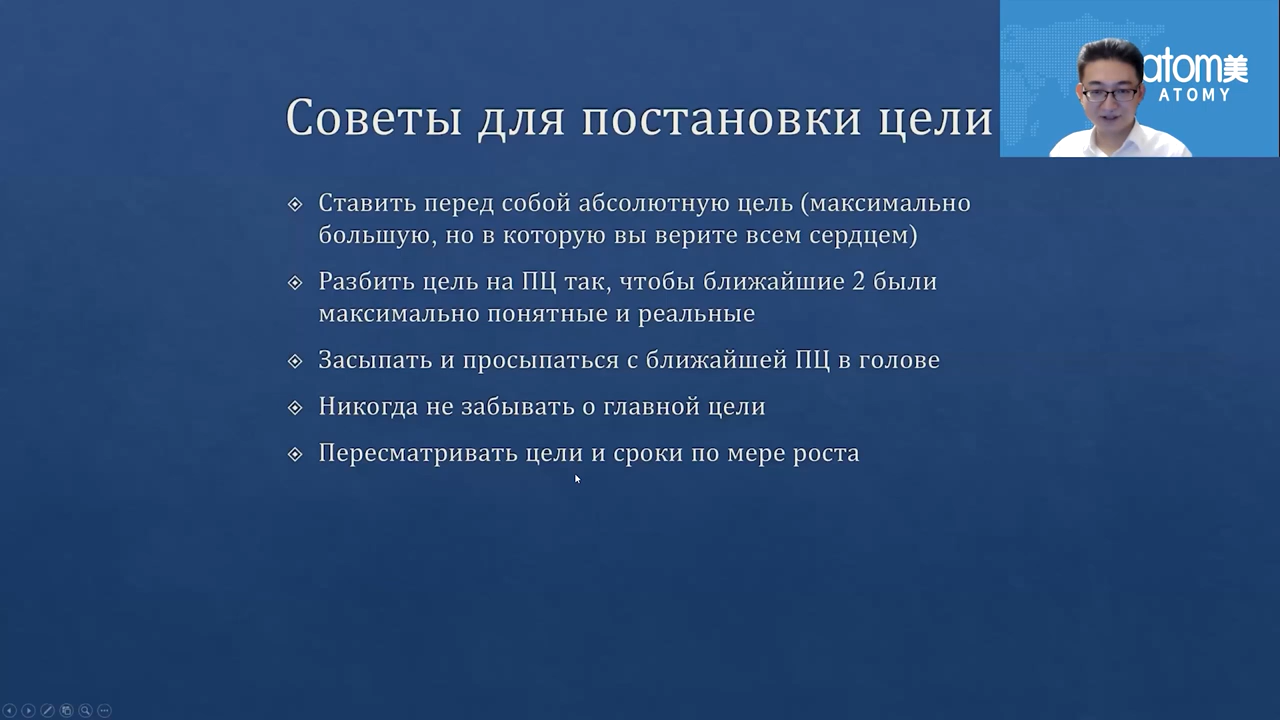 Советы для постановки цели
atom美
ATOMY
Ставить перед собой абсолютную цель (максимально
большую, но в которую вы верите всем сердцем)
Разбить цель на ПЦ так, чтобы ближайшие 2 были
максимально понятные и реальные
Засыпать и просыпаться с ближайшей ПЦ в голове
Никогда не забывать о главной цели
Пересматривать цели и сроки по мере роста